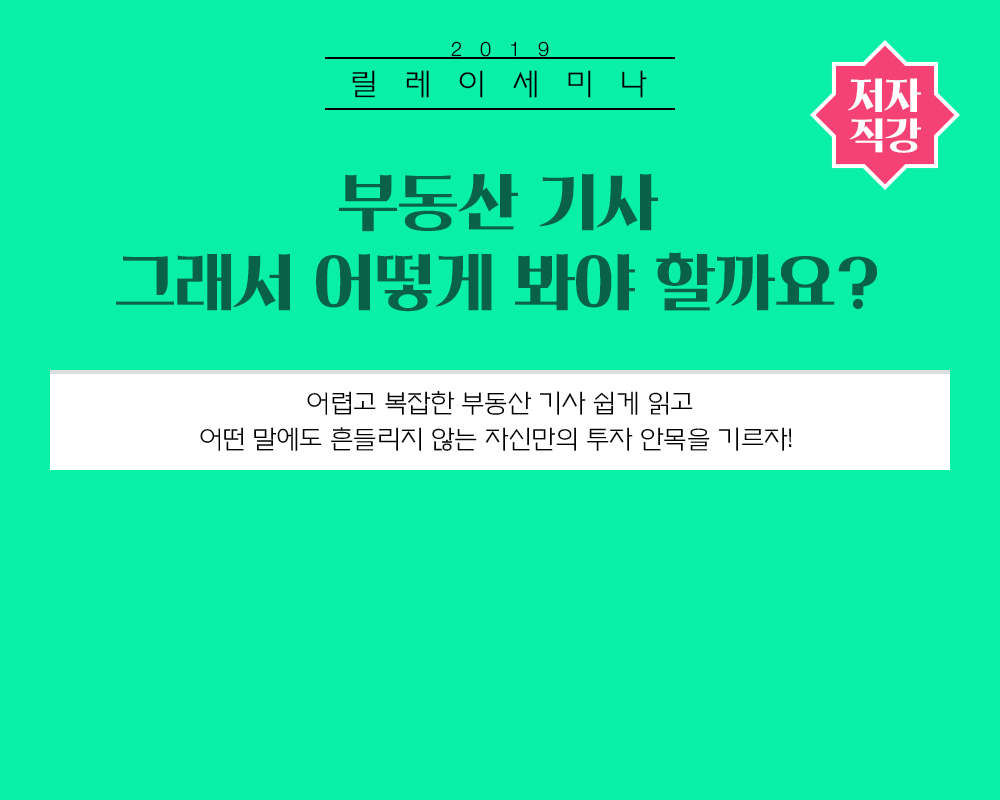 2019
릴레이세미나
저자
직강
부동산 기사
그래서 어떻게 봐야 할까요?
어렵고 복잡한 부동산 기사 쉽게 읽고
어떤 말에도 흔들리지 않는 자신만의 투자 안목을 기르자!